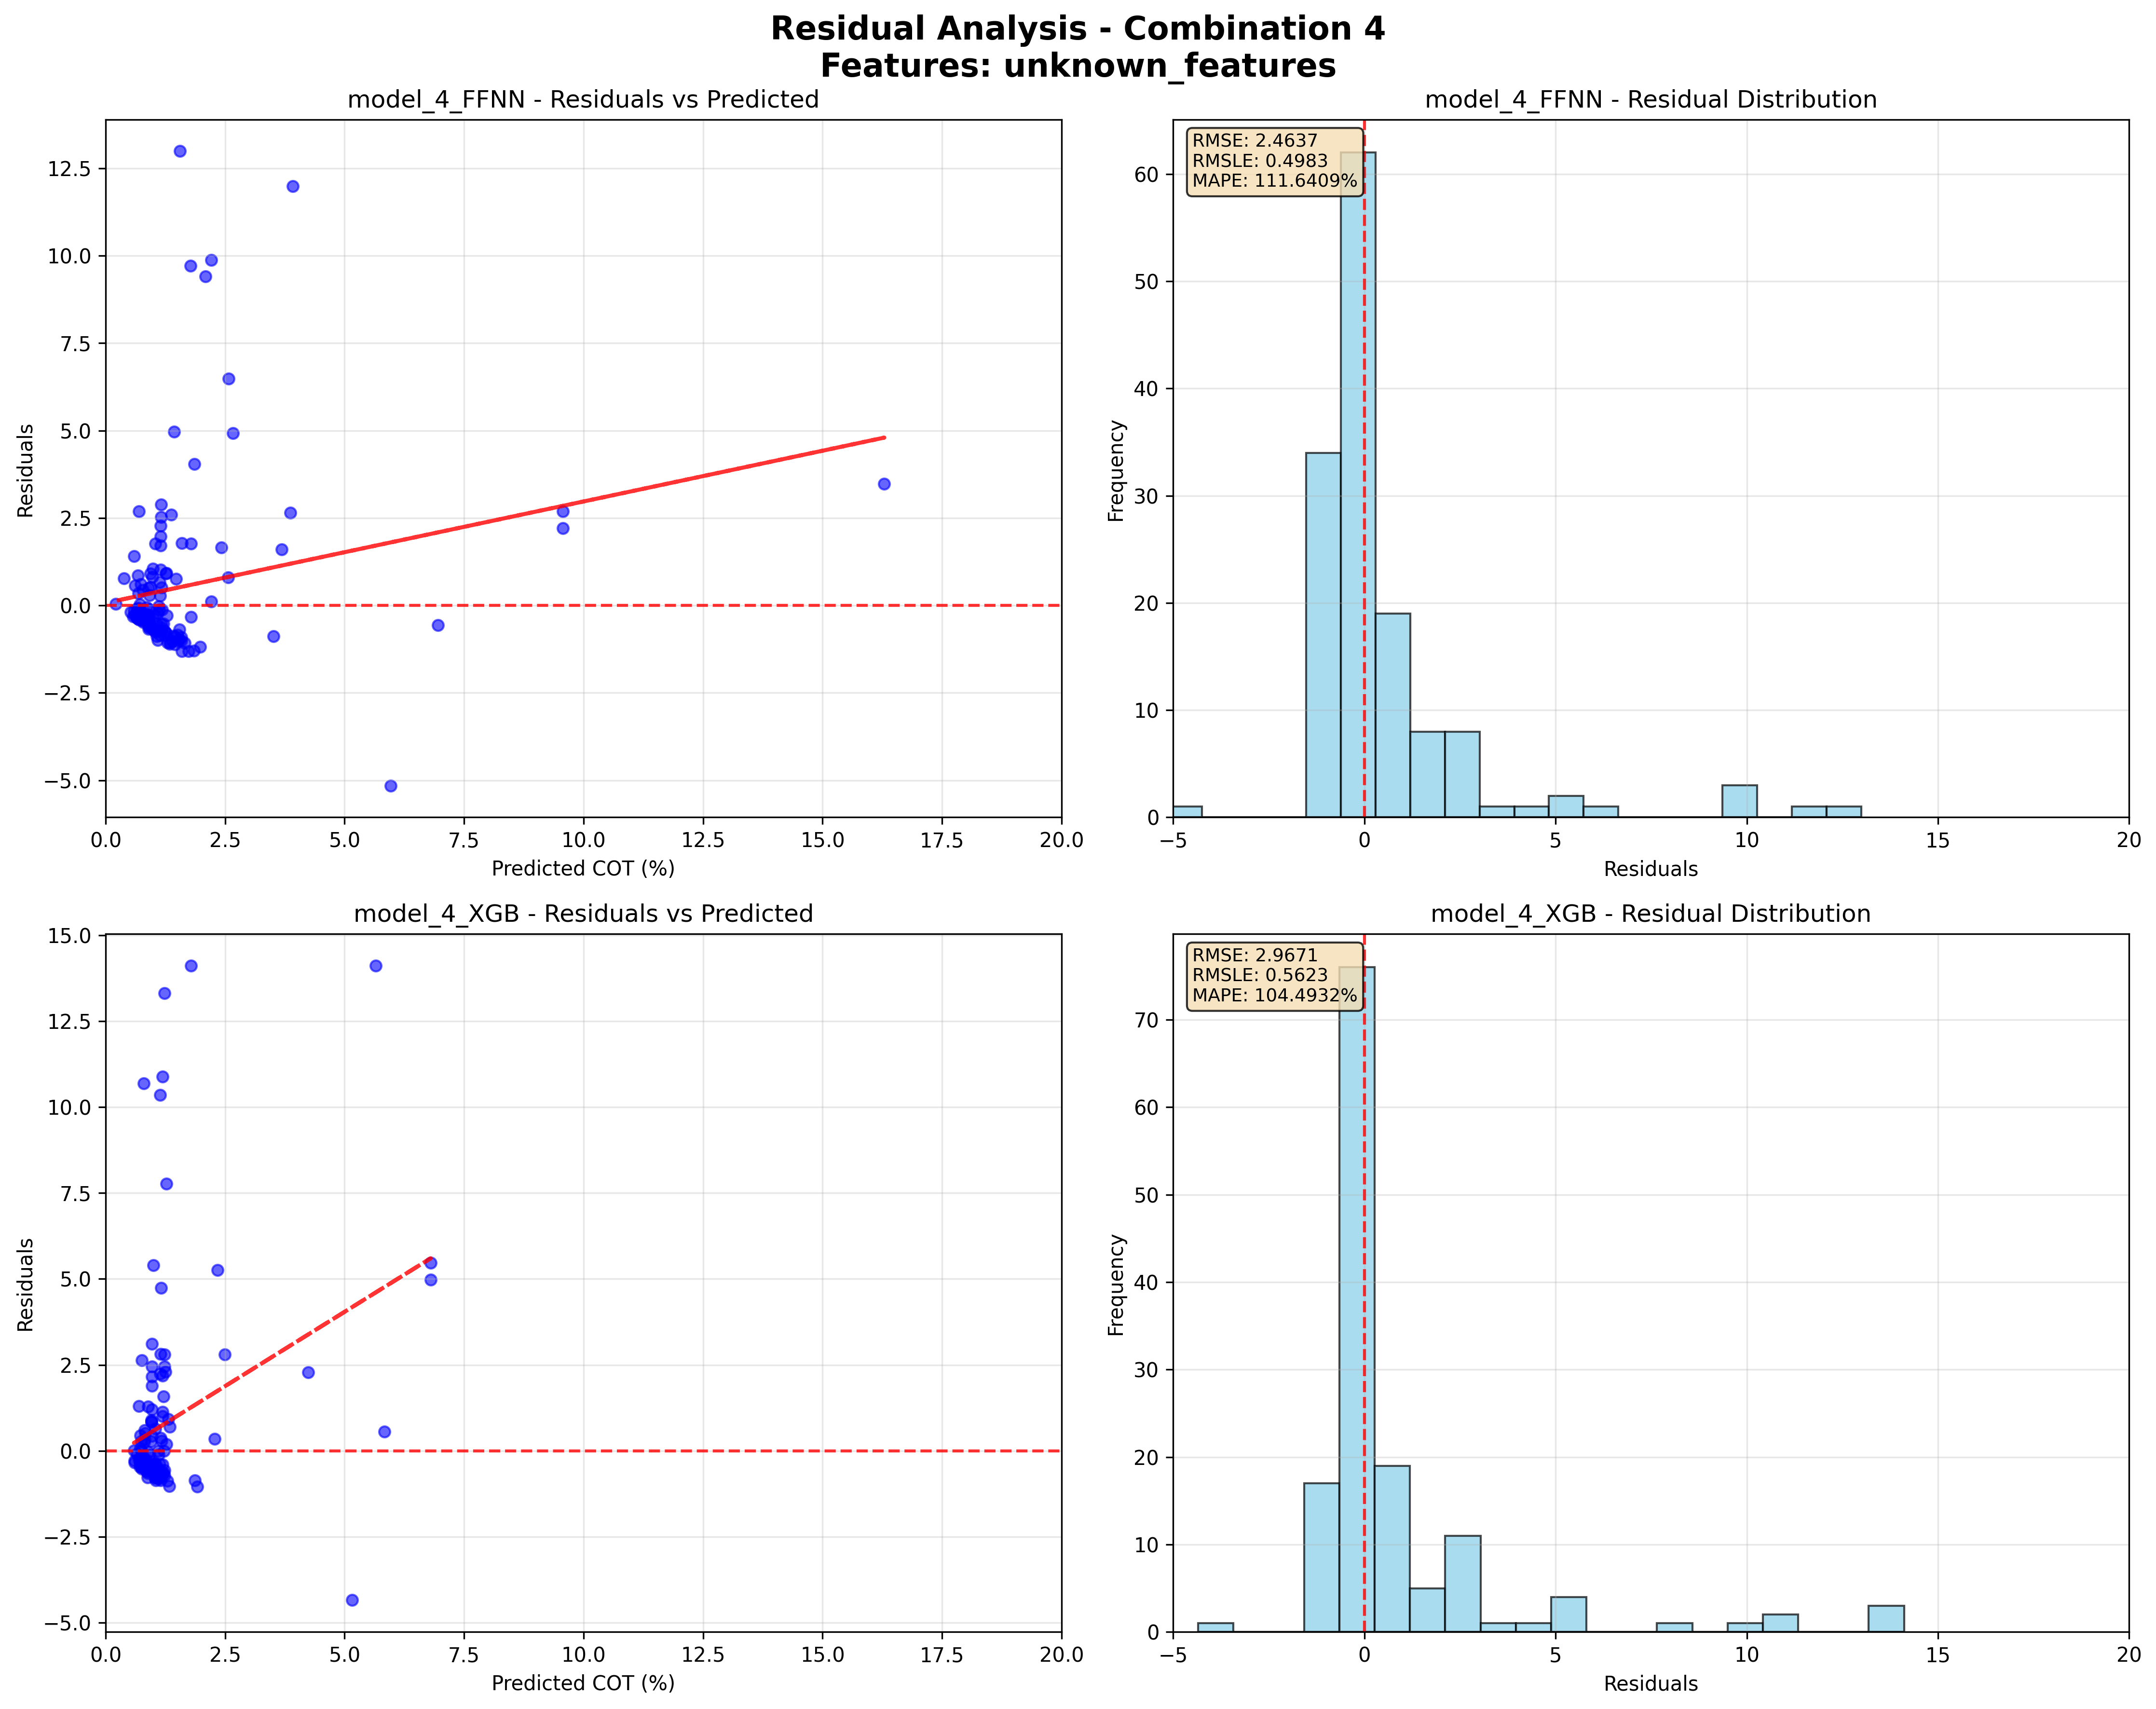 Residual Analysis - Combination 4
Features: unknown_features
model_4_FFNN - Residuals vs Predicted
12.5
10.0
7.5
5.0
2.5
0.0
−2.5
−5.0
Residuals
0.0 2.5 5.0 7.5 10.0 12.5 15.0 17.5 20.0
Predicted COT (%)
model_4_FFNN - Residual Distribution
RMSE: 2.4637
RMSLE: 0.4983
MAPE: 111.6409%
60
50
40
30
20
10
0
Frequency
−5 0 5 10 15 20
Residuals
model_4_XGB - Residuals vs Predicted
15.0
12.5
10.0
7.5
5.0
2.5
0.0
−2.5
−5.0
Residuals
0.0 2.5 5.0 7.5 10.0 12.5 15.0 17.5 20.0
Predicted COT (%)
model_4_XGB - Residual Distribution
RMSE: 2.9671
RMSLE: 0.5623
MAPE: 104.4932%
70
60
50
40
30
20
10
0
Frequency
−5 0 5 10 15 20
Residuals